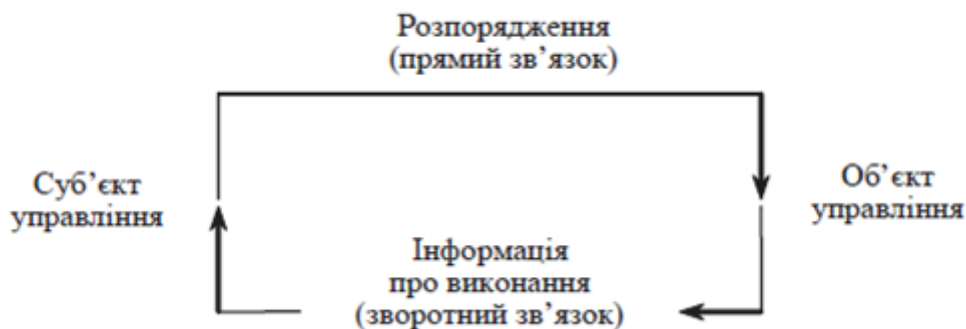 Розпорядження
(прямий зв’язок)
Суб’єкт
управління
Об’єкт
управління
Інформація
про виконання
(зворотний зв’язок)